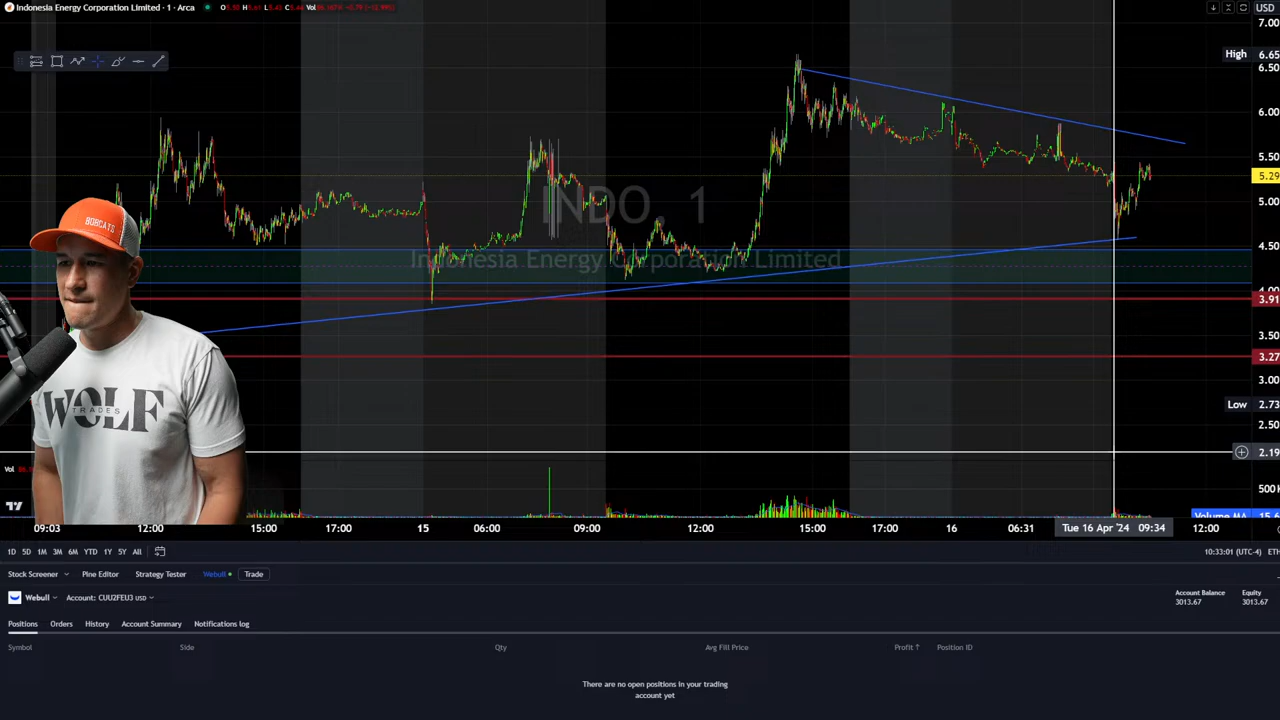 Indonesia Energy Corporation Limited · 1 · Arca
USD
7.00
High 6.65
6.50
6.00
5.50
5.29
5.00
4.50
4.00
3.91
3.50
3.27
3.00
Low 2.73
2.50
2.19
500K
INDO, 1
Indonesia Energy Corporation Limited
BOBCATS
WOLF
TRADES
Vol
Volume MA 15.6
09:03 12:00 15:00 17:00 15 06:00 09:00 12:00 15:00 17:00 16 06:31 Tue 16 Apr '24 09:34 12:00
1D 5D 1M 3M 6M YTD 1Y 5Y All
10:33:01 (UTC-4) ETH
Stock Screener Pine Editor Strategy Tester Webull Trade
Webull Account: CUU2FEU3 USD
Account Balance Equity
3013.67 3013.67
Positions Orders History Account Summary Notifications log
Symbol Side Qty Avg Fill Price Profit ↑ Position ID
There are no open positions in your trading
account yet